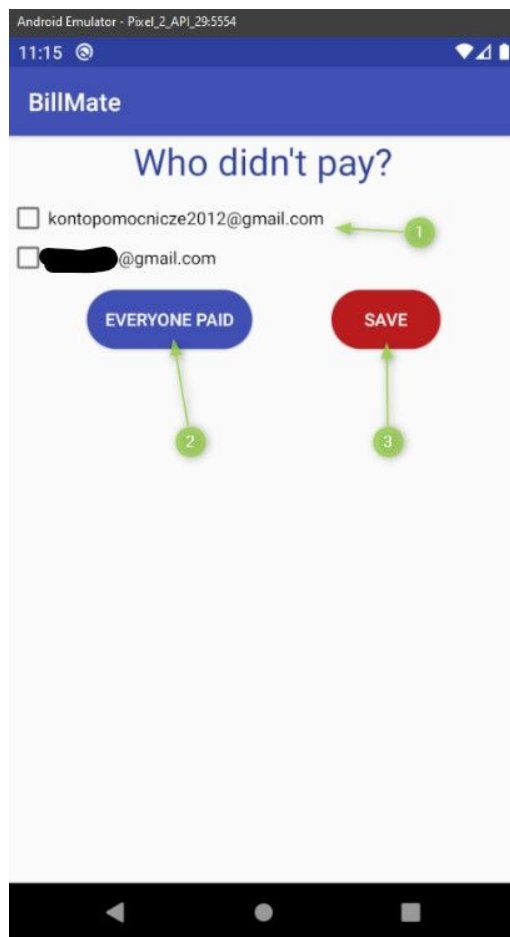 Android Emulator - Pixel_2_API_29:5554
11:15
BillMate
Who didn't pay?
kontopomocnicze2012@gmail.com
1
@gmail.com
EVERYONE PAID
SAVE
2
3